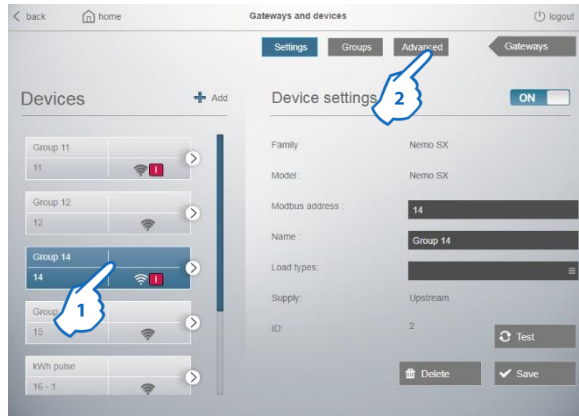 back
home
Gateways and devices
logout
Settings
Groups
Advanced
Gateways
Devices
Add
Device settings
ON
Group 11
11
I
Group 12
12
Group 14
14
I
Group
15
kWh pulse
16 - 1
Family
Nemo SX
Model :
Nemo SX
Modbus address :
14
Name :
Group 14
Load types:
Supply:
Upstream
ID:
2
Test
Delete
Save
1
2